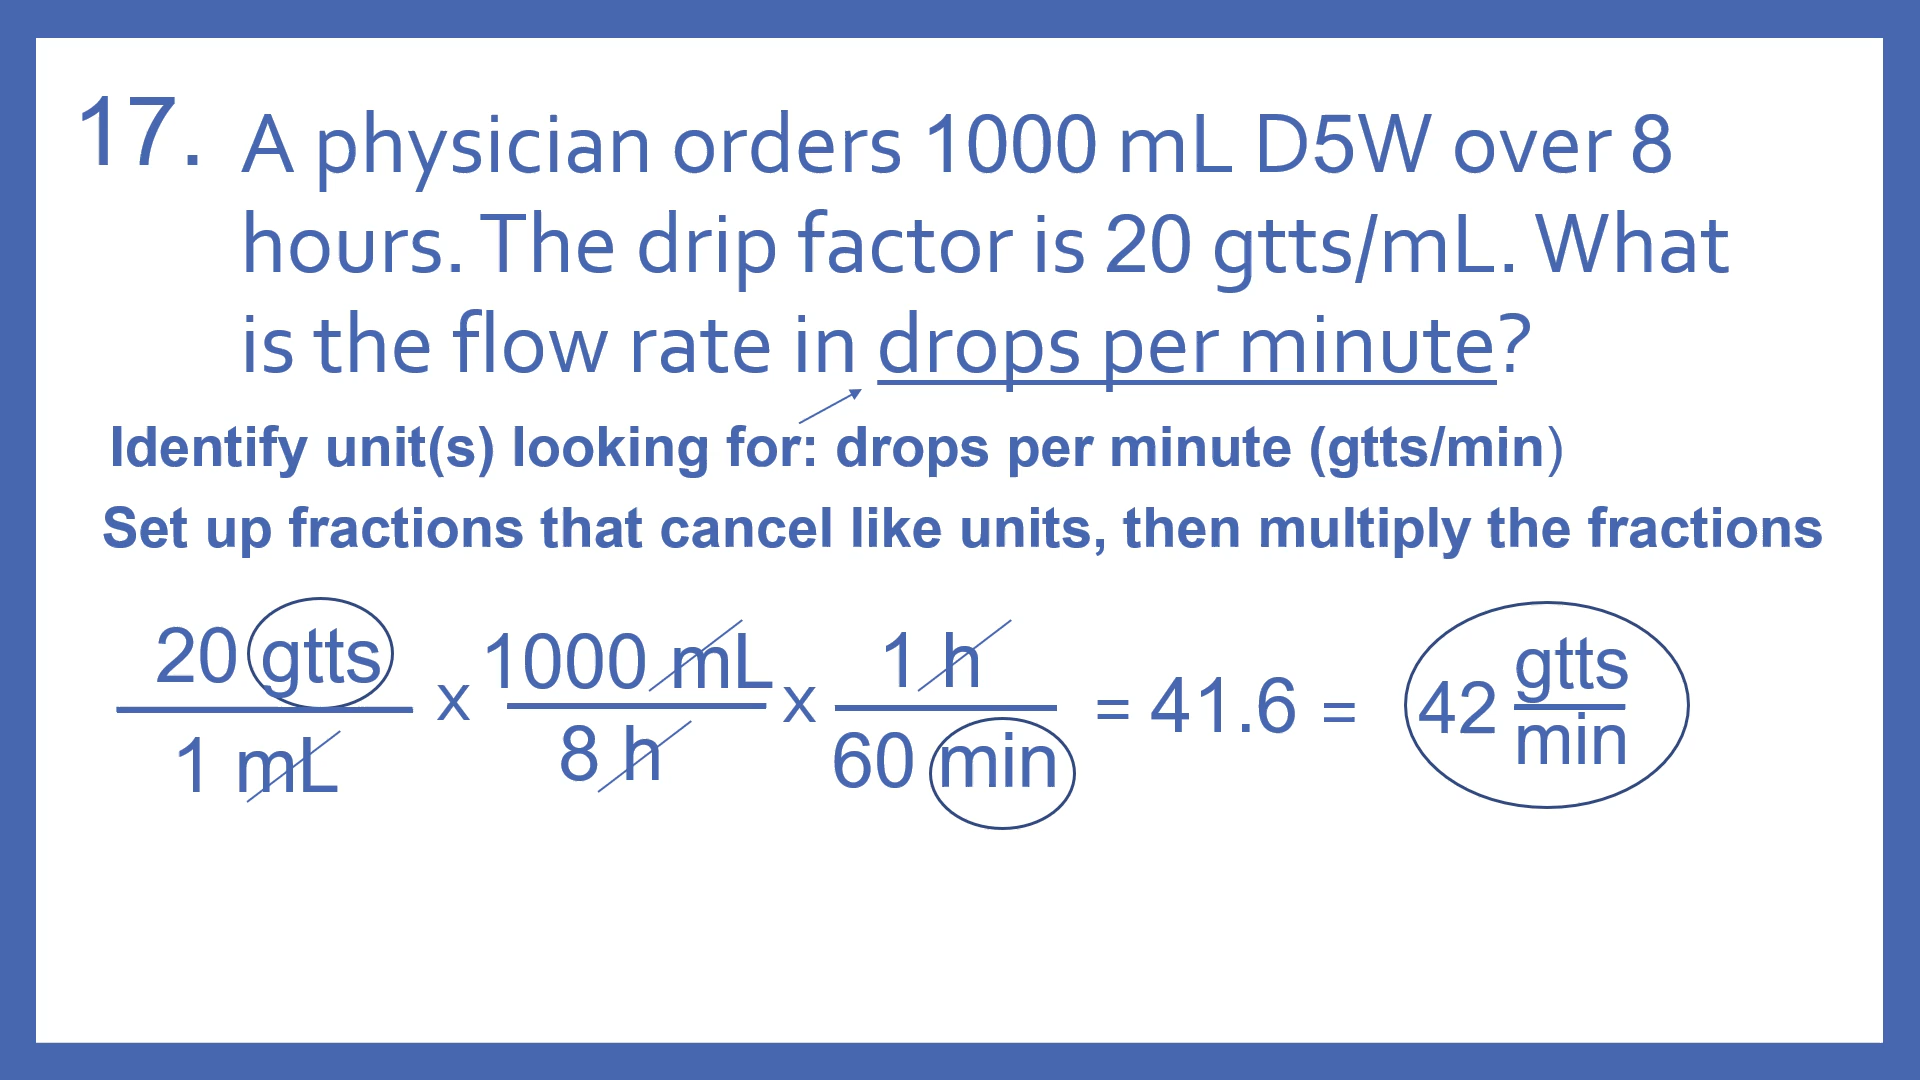 17. A physician orders 1000 mL D5W over 8
hours. The drip factor is 20 gtts/mL. What
is the flow rate in drops per minute?
Identify unit(s) looking for: drops per minute (gtts/min)
Set up fractions that cancel like units, then multiply the fractions
20 gtts
1 mL
x
1000 mL
8 h
x
1 h
60 min
= 41.6 =
42 gtts
min